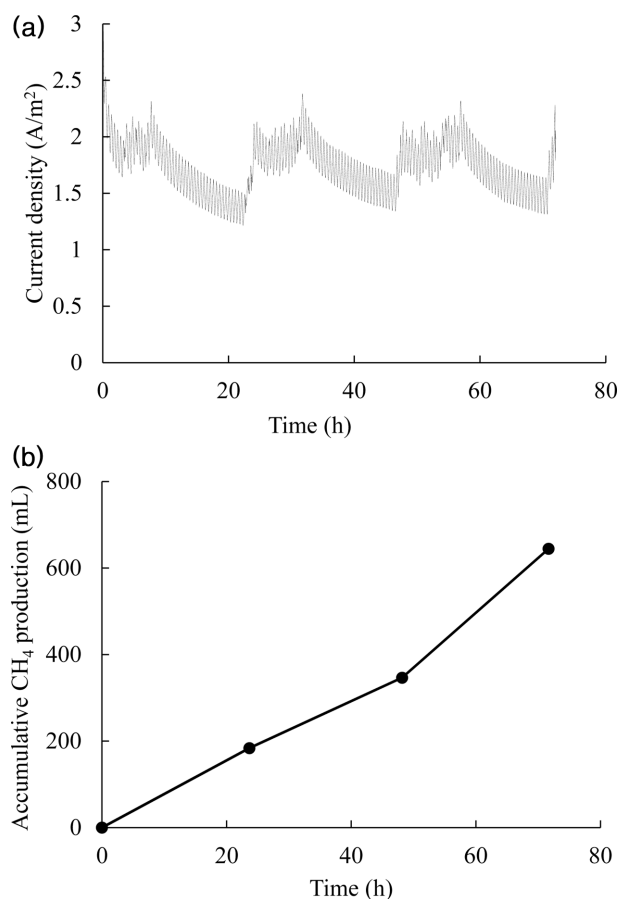 (a)
Current density (A/m²)
3
2.5
2
1.5
1
0.5
0
0 20 40 60 80
Time (h)
(b)
Accumulative CH₄ production (mL)
800
600
400
200
0
0 20 40 60 80
Time (h)